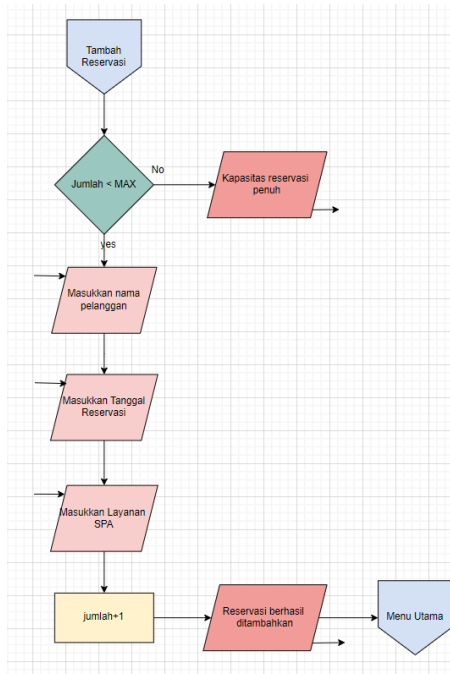 Tambah
Reservasi
Jumlah < MAX
No
Kapasitas reservasi
penuh
yes
Masukkan nama
pelanggan
Masukkan Tanggal
Reservasi
Masukkan Layanan
SPA
jumlah+1
Reservasi berhasil
ditambahkan
Menu Utama